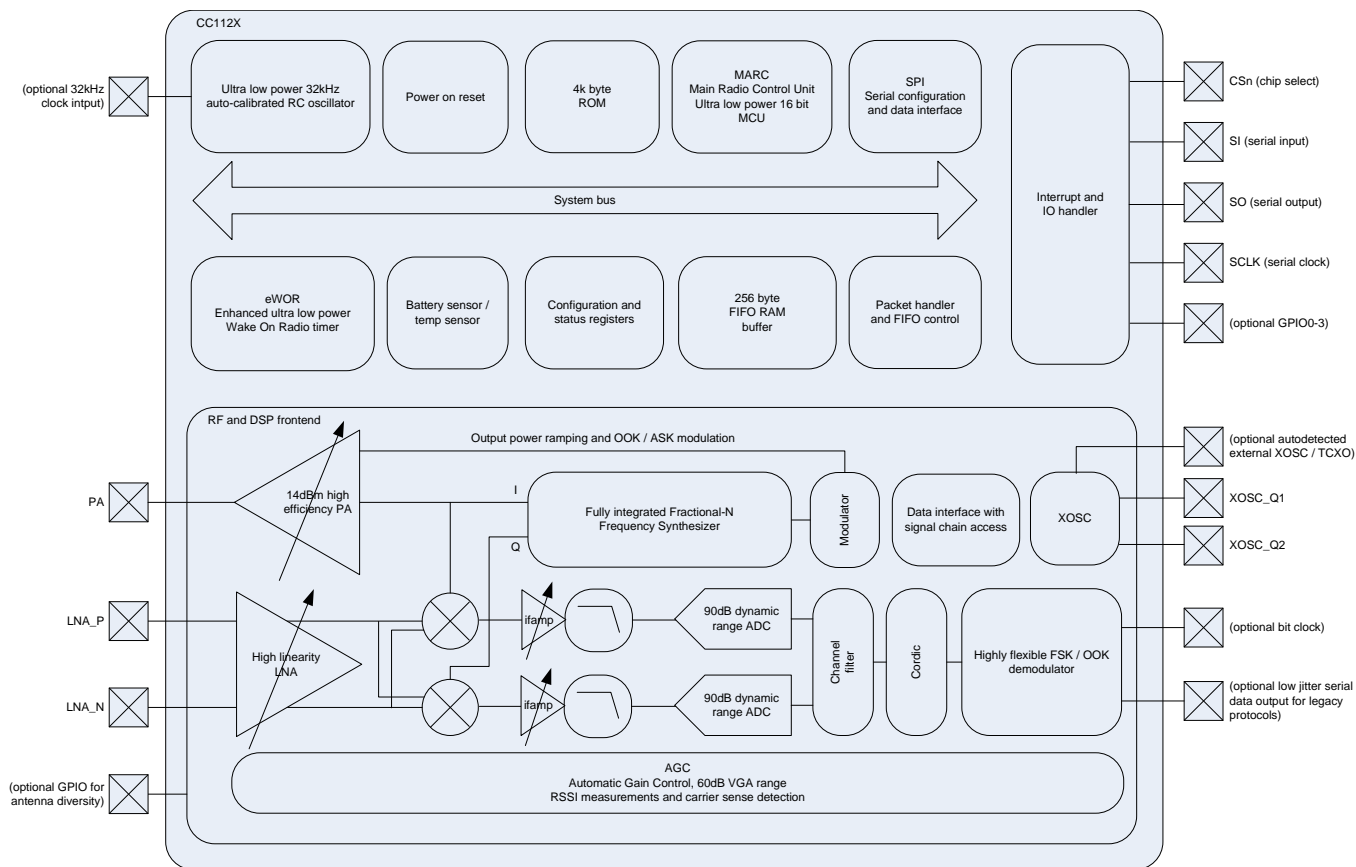 CC112X
(optional 32kHz
clock intput)
Ultra low power 32kHz
auto-calibrated RC oscillator
Power on reset
4k byte
ROM
MARC
Main Radio Control Unit
Ultra low power 16 bit
MCU
SPI
Serial configuration
and data interface
System bus
Interrupt and
IO handler
CSn (chip select)
SI (serial input)
SO (serial output)
SCLK (serial clock)
(optional GPIO0-3)
eWOR
Enhanced ultra low power
Wake On Radio timer
Battery sensor /
temp sensor
Configuration and
status registers
256 byte
FIFO RAM
buffer
Packet handler
and FIFO control
RF and DSP frontend
Output power ramping and OOK / ASK modulation
PA
14dBm high
efficiency PA
I
Q
Fully integrated Fractional-N
Frequency Synthesizer
Modulator
Data interface with
signal chain access
XOSC
(optional autodetected
external XOSC / TCXO)
XOSC_Q1
XOSC_Q2
LNA_P
LNA_N
High linearity
LNA
ifamp
90dB dynamic
range ADC
ifamp
90dB dynamic
range ADC
Channel
filter
Cordic
Highly flexible FSK / OOK
demodulator
(optional bit clock)
(optional low jitter serial
data output for legacy
protocols)
(optional GPIO for
antenna diversity)
AGC
Automatic Gain Control, 60dB VGA range
RSSI measurements and carrier sense detection